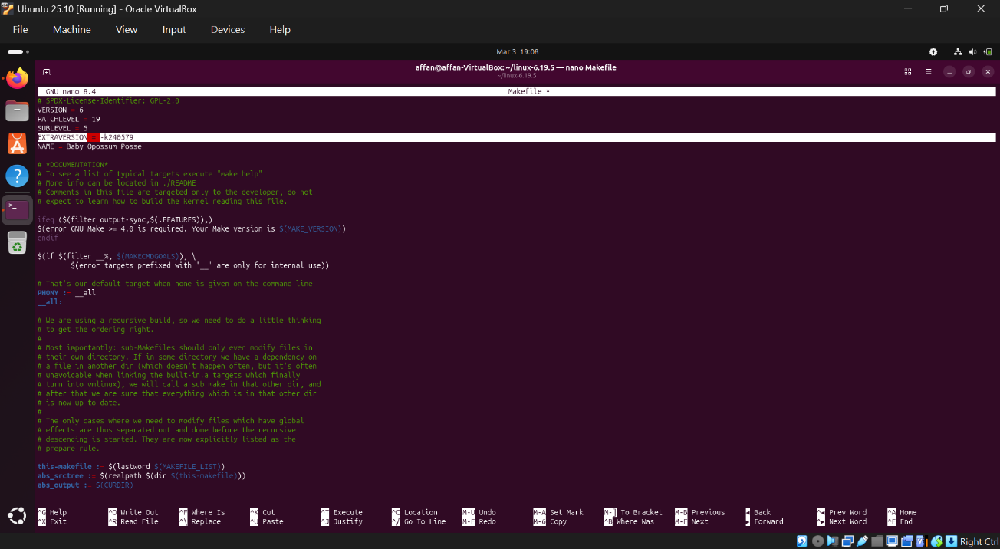 Ubuntu 25.10 [Running] - Oracle VirtualBox
File Machine View Input Devices Help
Mar 3 19:08
affan@affan-VirtualBox: ~/linux-6.19.5 — nano Makefile
~/linux-6.19.5
GNU nano 8.4 Makefile *
# SPDX-License-Identifier: GPL-2.0
VERSION = 6
PATCHLEVEL = 19
SUBLEVEL = 5
EXTRAVERSION = -k240579
NAME = Baby Opossum Posse
# *DOCUMENTATION*
# To see a list of typical targets execute "make help"
# More info can be located in ./README
# Comments in this file are targeted only to the developer, do not
# expect to learn how to build the kernel reading this file.
ifeq ($(filter output-sync,$(.FEATURES)),)
$(error GNU Make >= 4.0 is required. Your Make version is $(MAKE_VERSION))
endif
$(if $(filter __%, $(MAKECMDGOALS)), \
$(error targets prefixed with '__' are only for internal use))
# That's our default target when none is given on the command line
PHONY := __all
__all:
# We are using a recursive build, so we need to do a little thinking
# to get the ordering right.
#
# Most importantly: sub-Makefiles should only ever modify files in
# their own directory. If in some directory we have a dependency on
# a file in another dir (which doesn't happen often, but it's often
# unavoidable when linking the built-in.a targets which finally
# turn into vmlinux), we will call a sub make in that other dir, and
# after that we are sure that everything which is in that other dir
# is now up to date.
#
# The only cases where we need to modify files which have global
# effects are thus separated out and done before the recursive
# descending is started. They are now explicitly listed as the
# prepare rule.
this-makefile := $(lastword $(MAKEFILE_LIST))
abs_srctree := $(realpath $(dir $(this-makefile)))
abs_output := $(CURDIR)
^G Help ^O Write Out ^F Where Is ^K Cut ^T Execute ^C Location M-U Undo M-A Set Mark M-] To Bracket M-B Previous ◂ Back ^◂ Prev Word ^A Home
^X Exit ^R Read File ^\ Replace ^U Paste ^J Justify ^/ Go To Line M-E Redo M-6 Copy ^B Where Was M-F Next ▸ Forward ^▸ Next Word ^E End
Right Ctrl